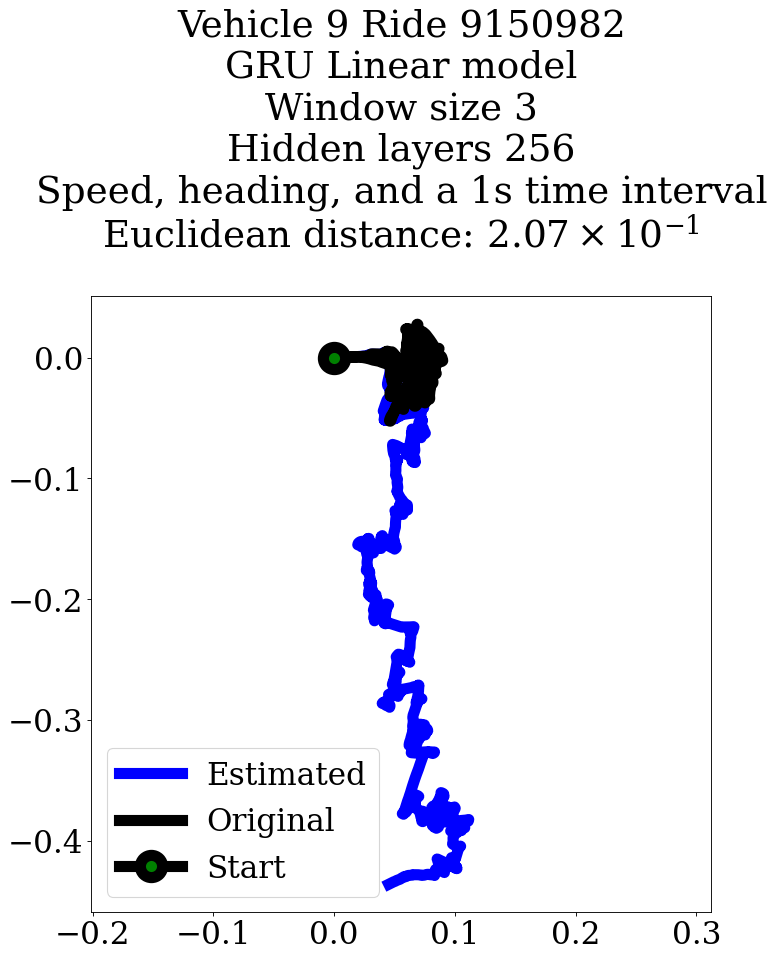 Vehicle 9 Ride 9150982
GRU Linear model
Window size 3
Hidden layers 256
Speed, heading, and a 1s time interval
Euclidean distance: 2.07 × 10⁻¹
0.0
−0.1
−0.2
−0.3
−0.4
Estimated
Original
Start
−0.2 −0.1 0.0 0.1 0.2 0.3